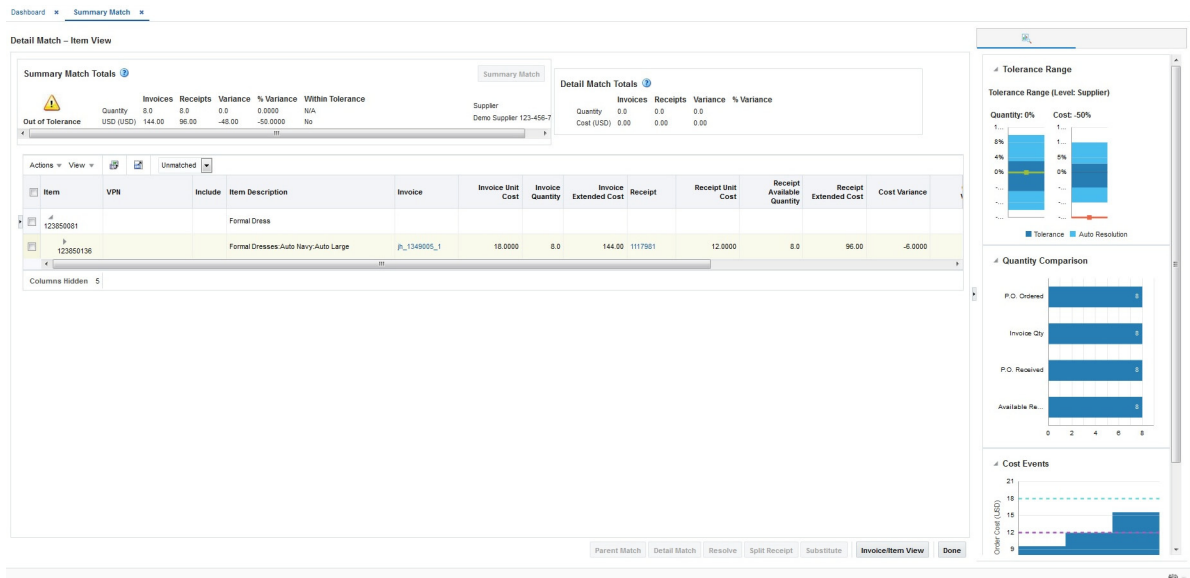 Dashboard × Summary Match ×
Detail Match – Item View
Summary Match Totals ?
Summary Match
Invoices Receipts Variance % Variance Within Tolerance
Quantity 8.0 8.0 0.0 0.0000 N/A
Out of Tolerance USD (USD) 144.00 96.00 -48.00 -50.0000 No
Supplier
Demo Supplier 123-456-7
Detail Match Totals ?
Invoices Receipts Variance % Variance
Quantity 0.0 0.0 0.0
Cost (USD) 0.00 0.00 0.00
Actions View Unmatched
Item VPN Include Item Description Invoice Invoice Unit Cost Invoice Quantity Invoice Extended Cost Receipt Receipt Unit Cost Receipt Available Quantity Receipt Extended Cost Cost Variance
123850081 Formal Dress
123850136 Formal Dresses:Auto Navy:Auto Large jh_1349005_1 18.0000 8.0 144.00 1117981 12.0000 8.0 96.00 -6.0000
Columns Hidden 5
Parent Match Detail Match Resolve Split Receipt Substitute Invoice/Item View Done
Tolerance Range
Tolerance Range (Level: Supplier)
Quantity: 0% Cost: -50%
1... 1...
8% 1...
4% 5%
0% 0%
-... -...
-... -...
Tolerance Auto Resolution
Quantity Comparison
P.O. Ordered 8
Invoice Qty 8
P.O. Received 8
Available Re... 8
0 2 4 6 8
Cost Events
Order Cost (USD)
21
18
15
12
9